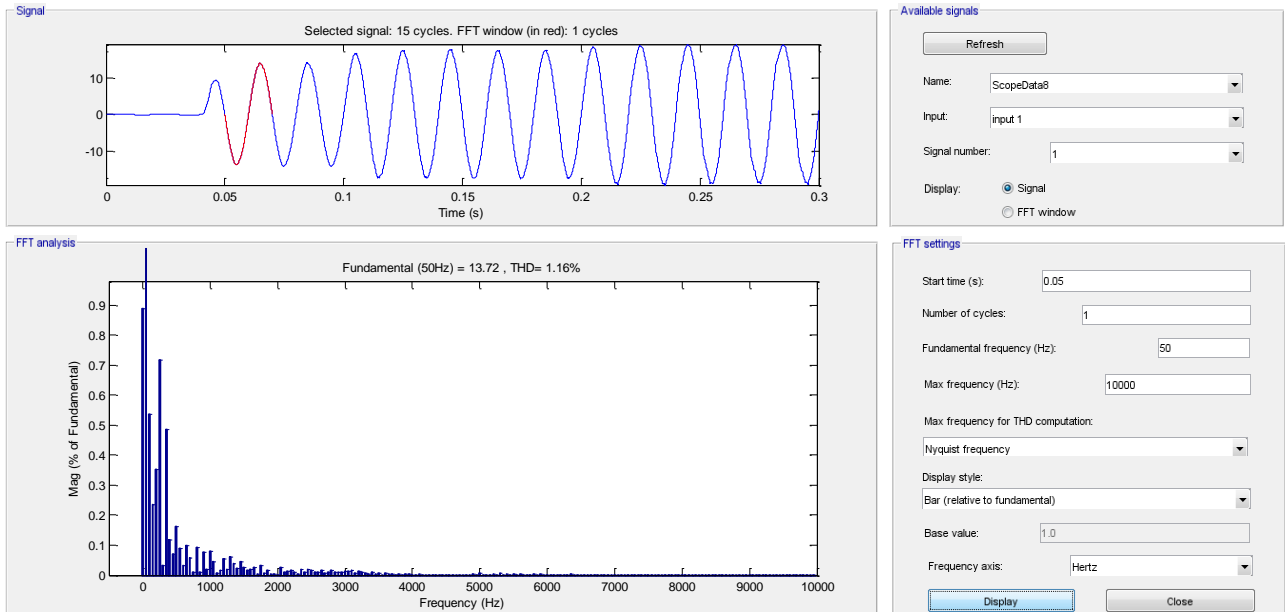 Signal
Selected signal: 15 cycles. FFT window (in red): 1 cycles
10
0
-10
0 0.05 0.1 0.15 0.2 0.25 0.3
Time (s)
Available signals
Refresh
Name: ScopeData8
Input: input 1
Signal number: 1
Display: Signal
FFT window
FFT analysis
Fundamental (50Hz) = 13.72 , THD= 1.16%
0.9
0.8
0.7
0.6
0.5
0.4
0.3
0.2
0.1
0
Mag (% of Fundamental)
0 1000 2000 3000 4000 5000 6000 7000 8000 9000 10000
Frequency (Hz)
FFT settings
Start time (s): 0.05
Number of cycles: 1
Fundamental frequency (Hz): 50
Max frequency (Hz): 10000
Max frequency for THD computation:
Nyquist frequency
Display style:
Bar (relative to fundamental)
Base value: 1.0
Frequency axis: Hertz
Display Close